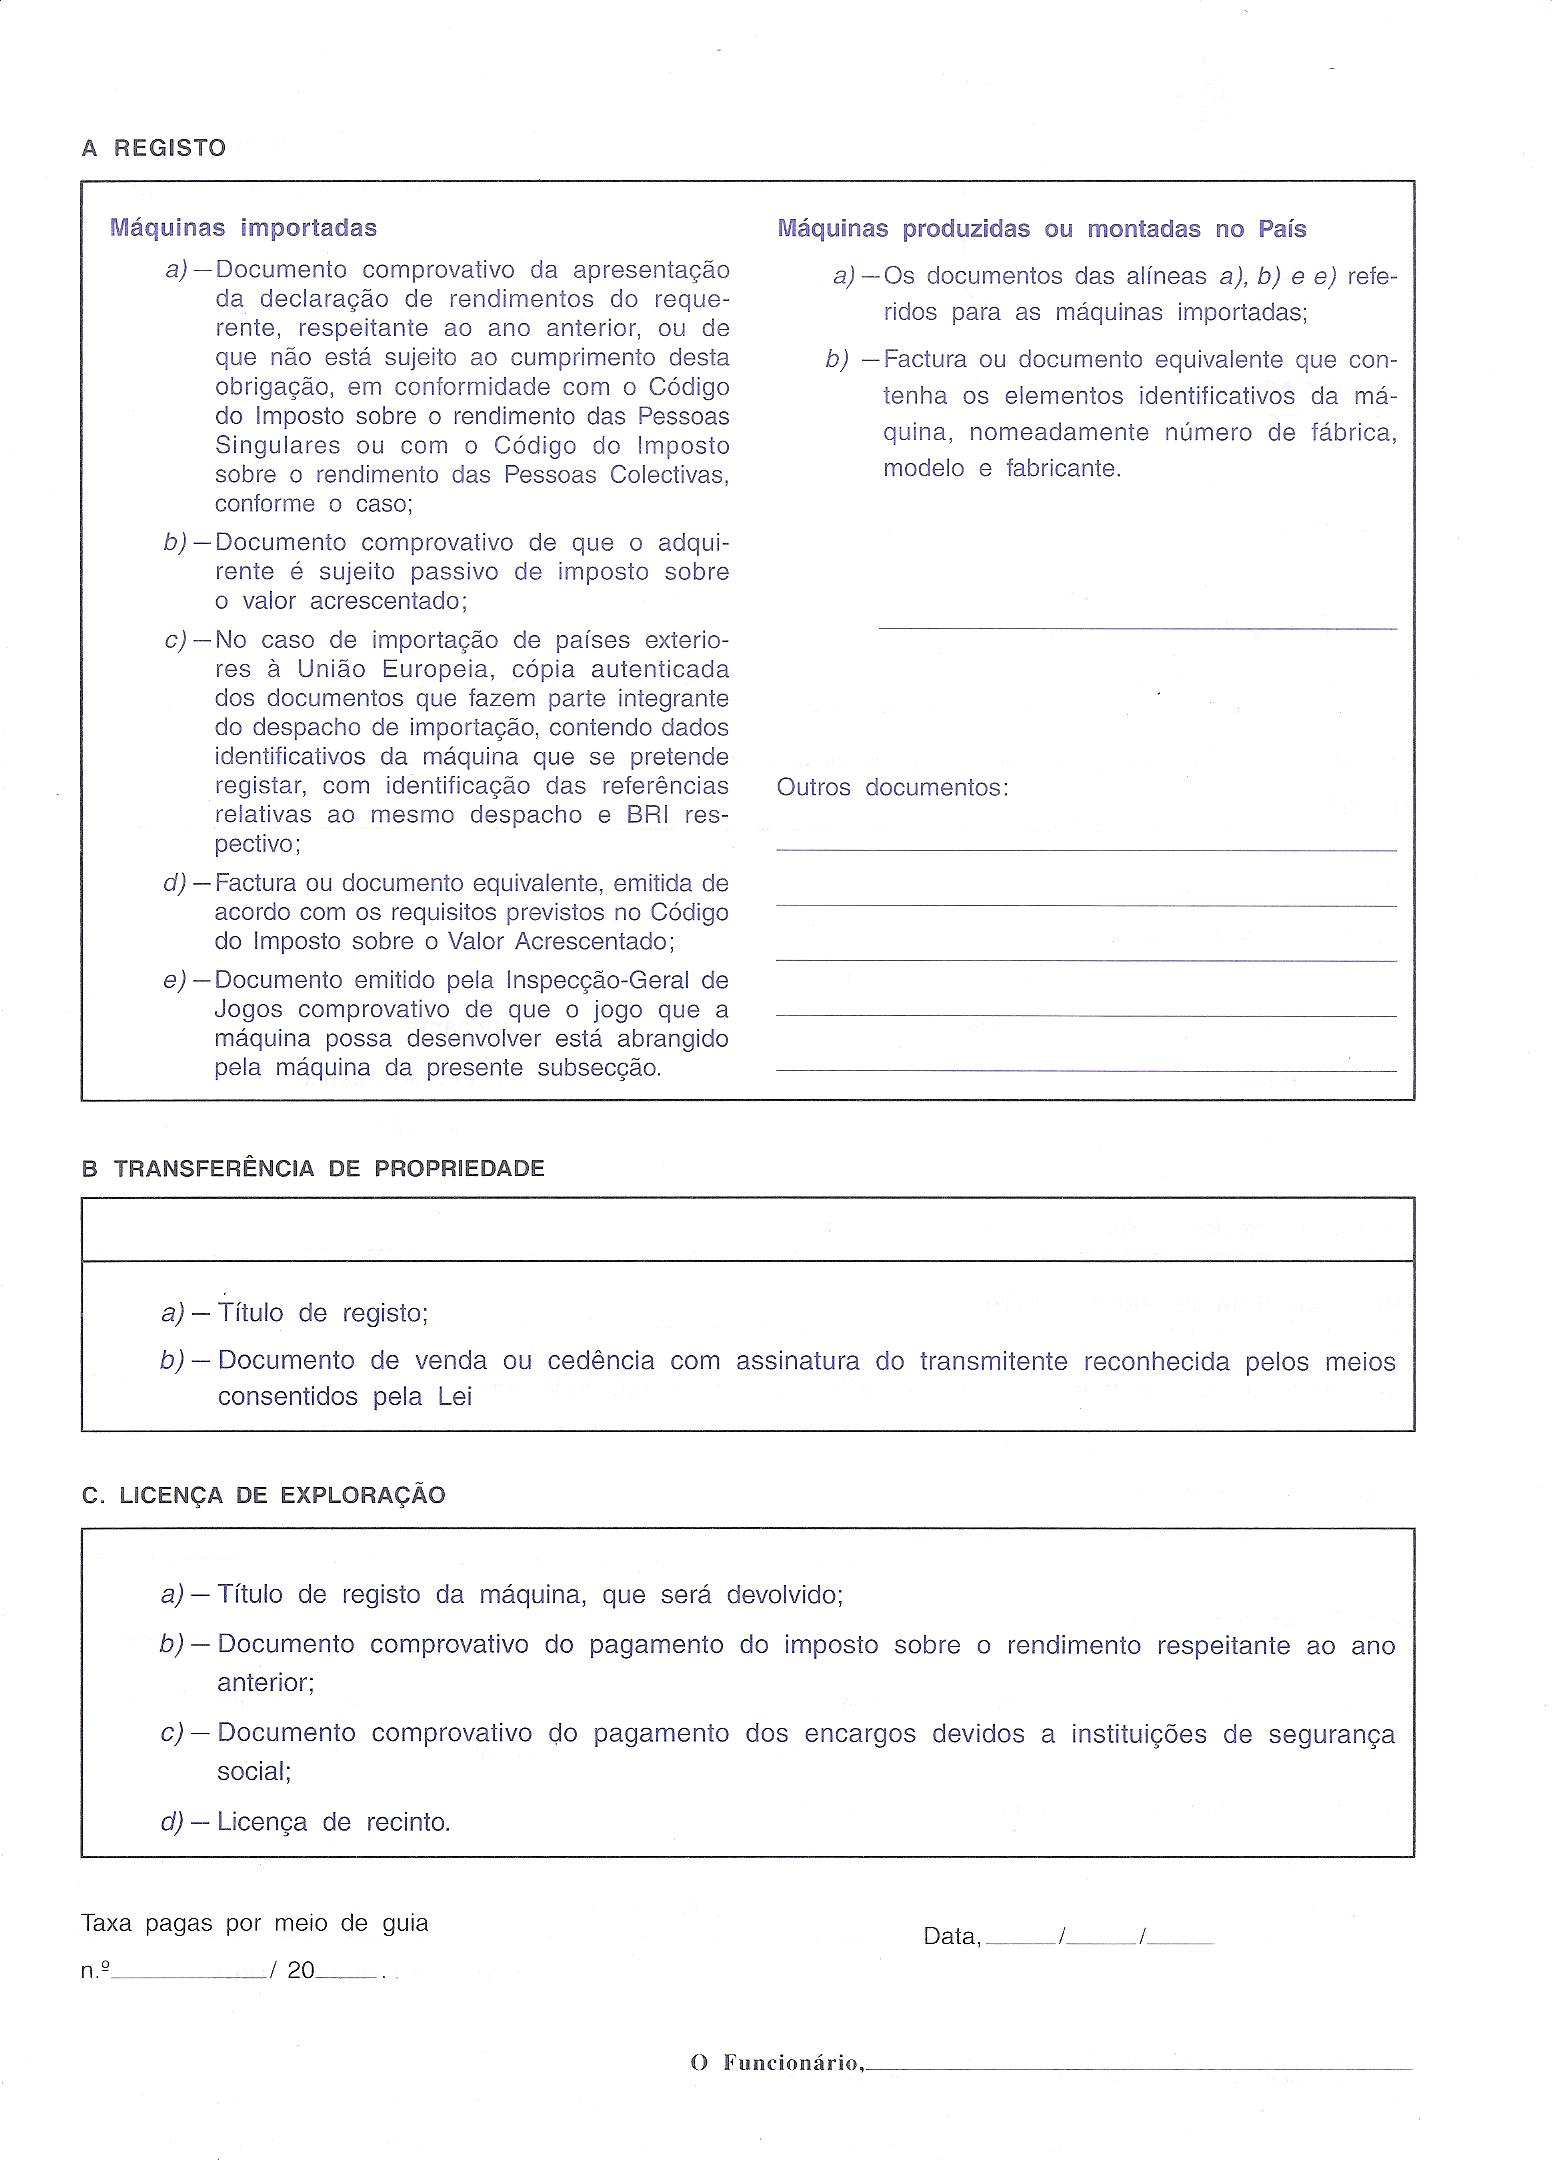 A REGISTO
Máquinas importadas
a) — Documento comprovativo da apresentação
da declaração de rendimentos do reque-
rente, respeitante ao ano anterior, ou de
que não está sujeito ao cumprimento desta
obrigação, em conformidade com o Código
do Imposto sobre o rendimento das Pessoas
Singulares ou com o Código do Imposto
sobre o rendimento das Pessoas Colectivas,
conforme o caso;
b) — Documento comprovativo de que o adqui-
rente é sujeito passivo de imposto sobre
o valor acrescentado;
c) — No caso de importação de países exterio-
res à União Europeia, cópia autenticada
dos documentos que fazem parte integrante
do despacho de importação, contendo dados
identificativos da máquina que se pretende
registar, com identificação das referências
relativas ao mesmo despacho e BRI res-
pectivo;
d) — Factura ou documento equivalente, emitida de
acordo com os requisitos previstos no Código
do Imposto sobre o Valor Acrescentado;
e) — Documento emitido pela Inspecção-Geral de
Jogos comprovativo de que o jogo que a
máquina possa desenvolver está abrangido
pela máquina da presente subsecção.
Máquinas produzidas ou montadas no País
a) — Os documentos das alíneas a), b) e e) refe-
ridos para as máquinas importadas;
b) — Factura ou documento equivalente que con-
tenha os elementos identificativos da má-
quina, nomeadamente número de fábrica,
modelo e fabricante.
Outros documentos:
B TRANSFERÊNCIA DE PROPRIEDADE
a) — Título de registo;
b) — Documento de venda ou cedência com assinatura do transmitente reconhecida pelos meios
consentidos pela Lei
C. LICENÇA DE EXPLORAÇÃO
a) — Título de registo da máquina, que será devolvido;
b) — Documento comprovativo do pagamento do imposto sobre o rendimento respeitante ao ano
anterior;
c) — Documento comprovativo do pagamento dos encargos devidos a instituições de segurança
social;
d) — Licença de recinto.
Taxa pagas por meio de guia
n.º__________/ 20____.
Data,_____/_____/_____
O Funcionário,______________________________